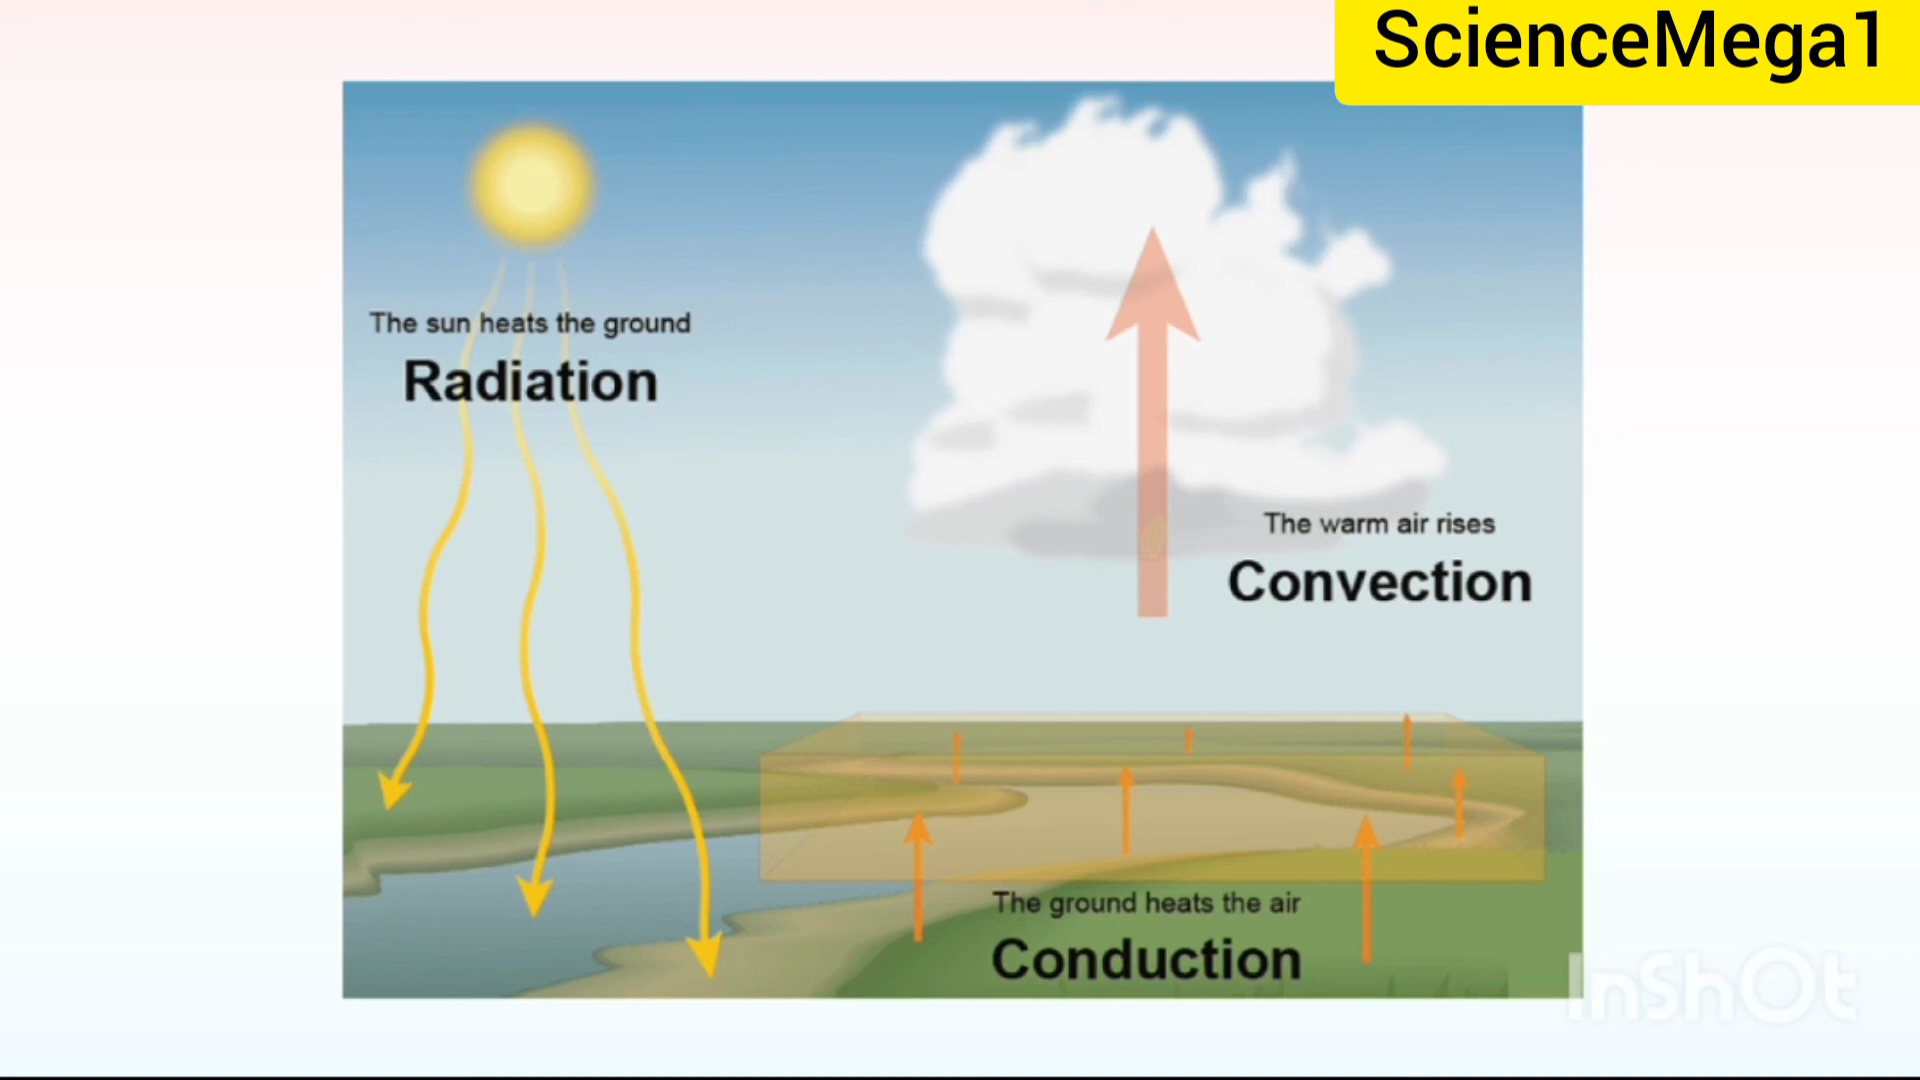 ScienceMega1
The sun heats the ground
Radiation
The warm air rises
Convection
The ground heats the air
Conduction
InShOt